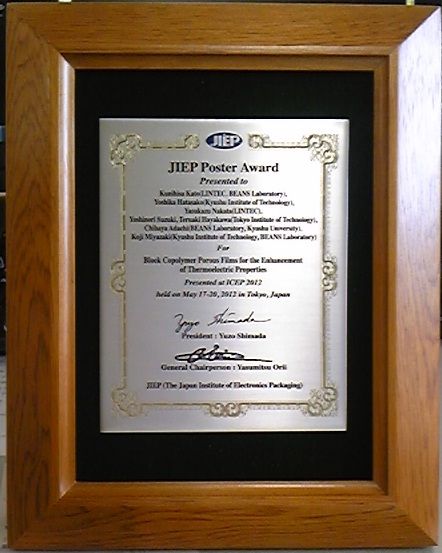 JIEP
JIEP Poster Award
Presented to
Kunihisa Kato(LINTEC, BEANS Laboratory),
Yoshika Hatasako(Kyushu Institute of Technology),
Yasukazu Nakata(LINTEC),
Yoshinori Suzuki, Teruaki Hayakawa(Tokyo Institute of Technology),
Chihaya Adachi(BEANS Laboratory, Kyushu Unversity),
Koji Miyazaki(Kyushu Institute of Technology, BEANS Laboratory)
For
Block Copolymer Porous Films for the Enhancement
of Thermoelectric Properties
Presented at ICEP 2012
held on May 17-20, 2012 in Tokyo, Japan
Yuzo Shimada
President : Yuzo Shimada
General Chairperson : Yasumitsu Orii
JIEP (The Japan Institute of Electronics Packaging)